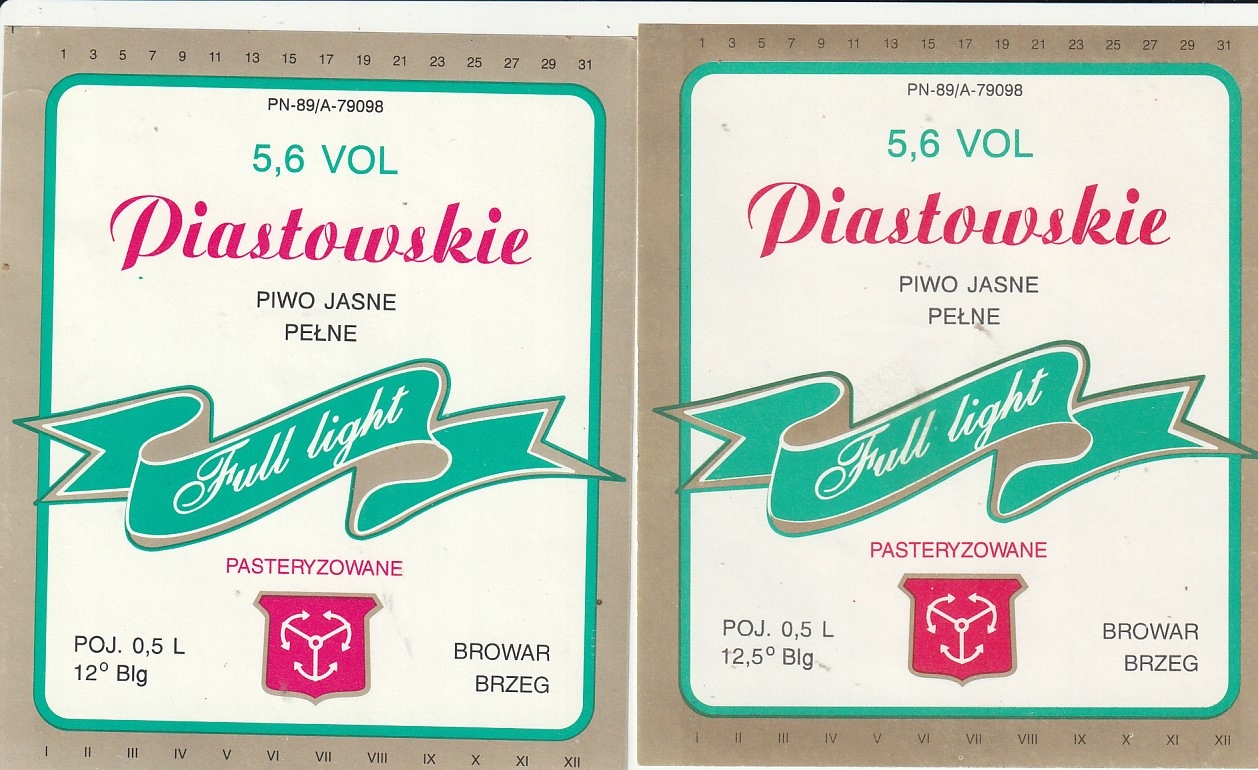 1 3 5 7 9 11 13 15 17 19 21 23 25 27 29 31
PN-89/A-79098
5,6 VOL
Piastowskie
PIWO JASNE
PEŁNE
Full light
PASTERYZOWANE
POJ. 0,5 L
12° Blg
BROWAR
BRZEG
I II III IV V VI VII VIII IX X XI XII
1 3 5 7 9 11 13 15 17 19 21 23 25 27 29 31
PN-89/A-79098
5,6 VOL
Piastowskie
PIWO JASNE
PEŁNE
Full light
PASTERYZOWANE
POJ. 0,5 L
12,5° Blg
BROWAR
BRZEG
I II III IV V VI VII VIII IX X XI XII